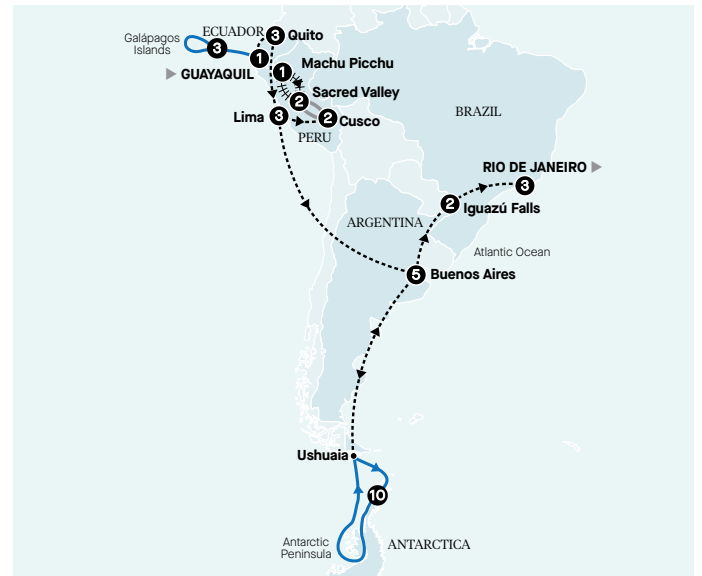 Galápagos
Islands
3
ECUADOR
3 Quito
1
GUAYAQUIL
1
Machu Picchu
2
Sacred Valley
Lima 3
2 Cusco
PERU
BRAZIL
RIO DE JANEIRO
3
2 Iguazú Falls
ARGENTINA
Atlantic Ocean
5 Buenos Aires
Ushuaia
10
Antarctic
Peninsula
ANTARCTICA